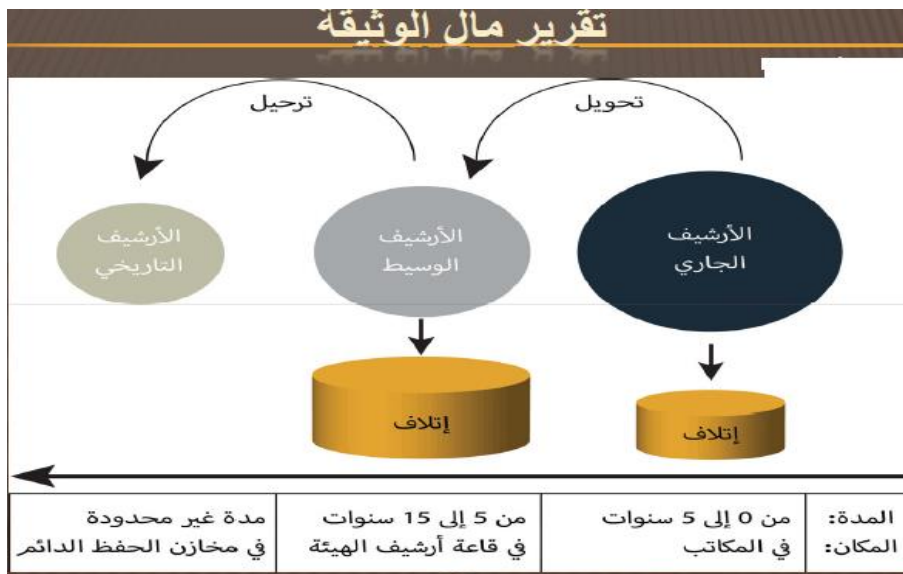 تقرير مال الوثيقة
تحويل
ترحيل
الأرشيف
الجاري
الأرشيف
الوسيط
الأرشيف
التاريخي
إتلاف
إتلاف
المدة: من 0 إلى 5 سنوات من 5 إلى 15 سنوات مدة غير محدودة
المكان: في المكاتب في قاعة أرشيف الهيئة في مخازن الحفظ الدائم